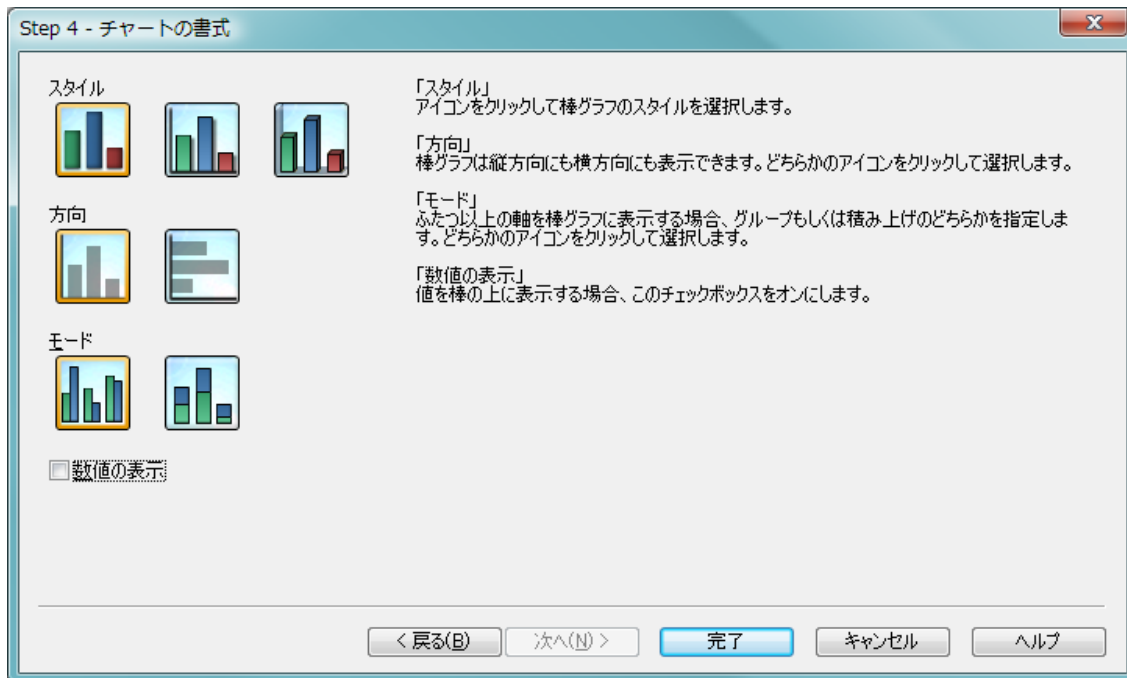 Step 4 - チャートの書式
スタイル
「スタイル」
アイコンをクリックして棒グラフのスタイルを選択します。
「方向」
棒グラフは縦方向にも横方向にも表示できます。どちらかのアイコンをクリックして選択します。
方向
「モード」
ふたつ以上の軸を棒グラフに表示する場合、グループもしくは積み上げのどちらかを指定しま
す。どちらかのアイコンをクリックして選択します。
「数値の表示」
値を棒の上に表示する場合、このチェックボックスをオンにします。
モード
数値の表示
< 戻る(B)
次へ(N) >
完了
キャンセル
ヘルプ